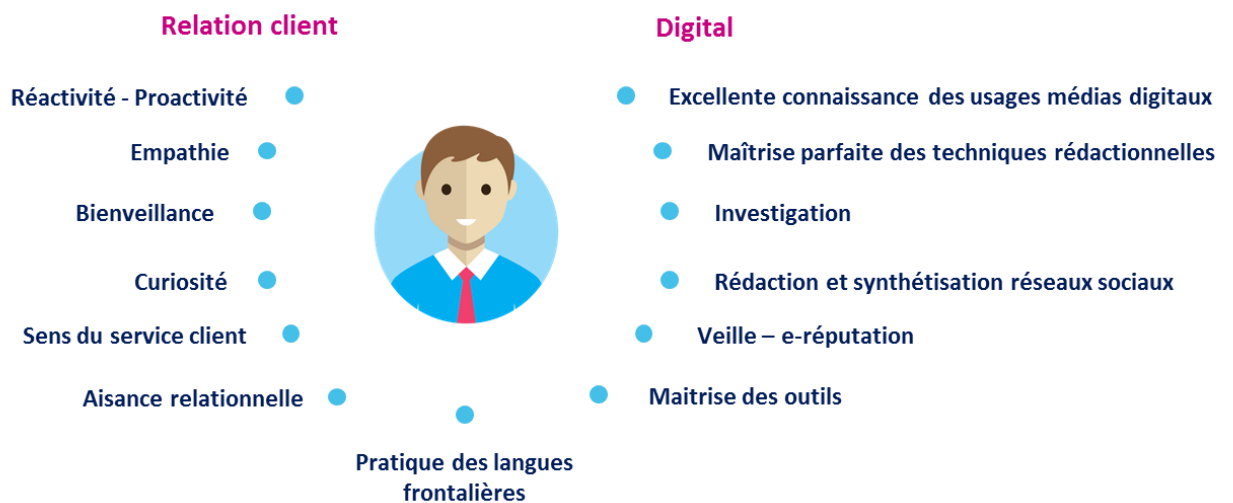 Relation client
Réactivité - Proactivité
Empathie
Bienveillance
Curiosité
Sens du service client
Aisance relationnelle
Digital
Excellente connaissance des usages médias digitaux
Maîtrise parfaite des techniques rédactionnelles
Investigation
Rédaction et synthétisation réseaux sociaux
Veille – e-réputation
Maitrise des outils
Pratique des langues
frontalières